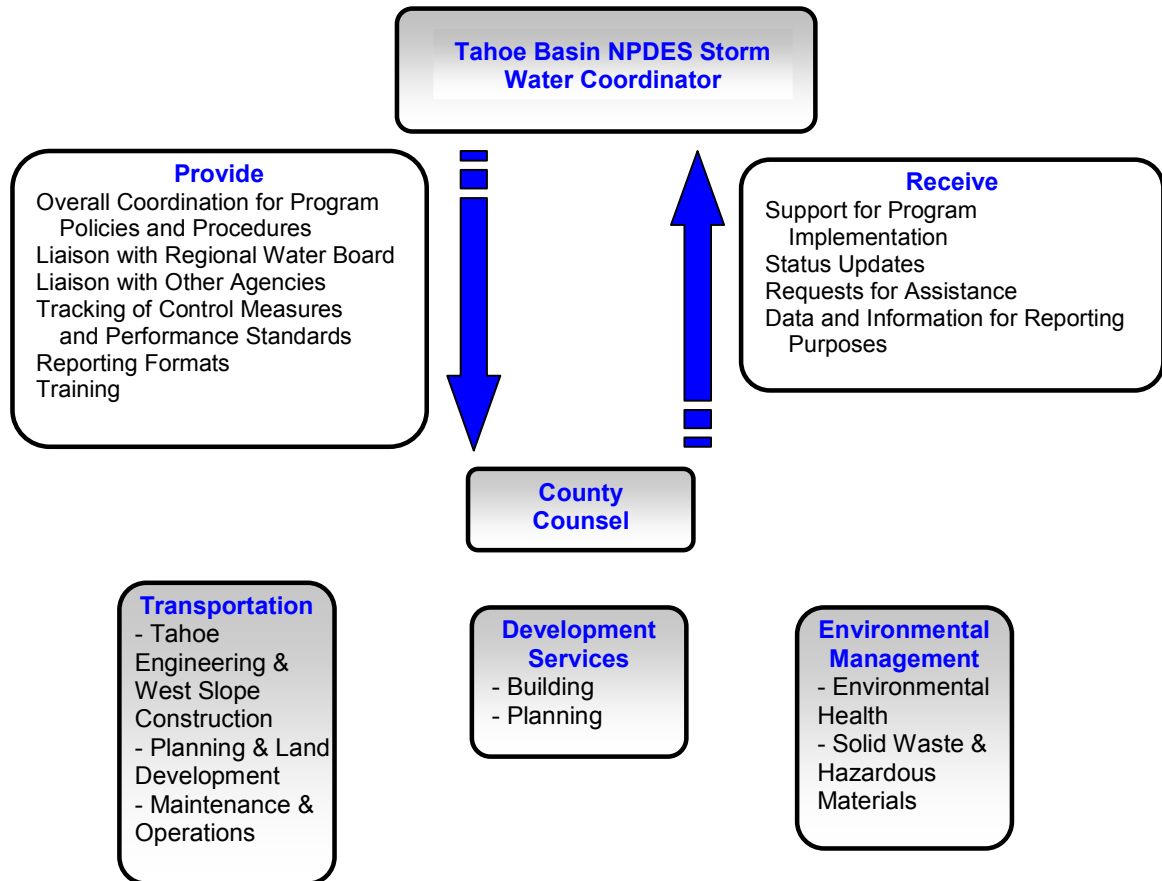 Tahoe Basin NPDES Storm
Water Coordinator
Provide
Overall Coordination for Program
Policies and Procedures
Liaison with Regional Water Board
Liaison with Other Agencies
Tracking of Control Measures
and Performance Standards
Reporting Formats
Training
Receive
Support for Program
Implementation
Status Updates
Requests for Assistance
Data and Information for Reporting
Purposes
County
Counsel
Transportation
- Tahoe
Engineering &
West Slope
Construction
- Planning & Land
Development
- Maintenance &
Operations
Development
Services
- Building
- Planning
Environmental
Management
- Environmental
Health
- Solid Waste &
Hazardous
Materials